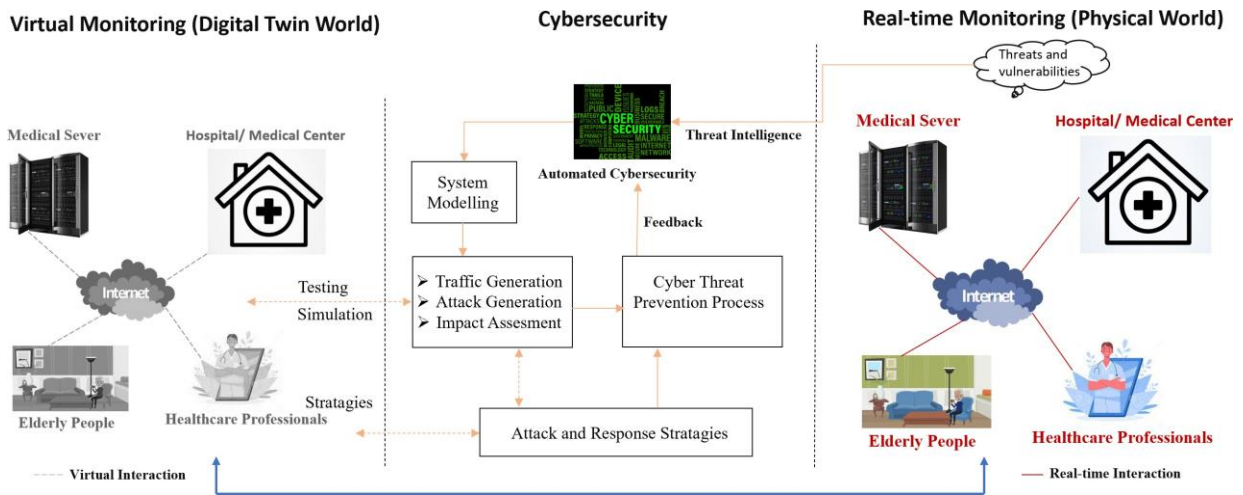 Virtual Monitoring (Digital Twin World)
Cybersecurity
Real-time Monitoring (Physical World)
Medical Sever
Hospital/ Medical Center
Internet
Elderly People
Healthcare Professionals
Virtual Interaction
Testing
Simulation
Stratagies
CYBER
SECURITY
Automated Cybersecurity
Threat Intelligence
System
Modelling
Feedback
➢ Traffic Generation
➢ Attack Generation
➢ Impact Assesment
Cyber Threat
Prevention Process
Attack and Response Stratagies
Threats and
vulnerabilities
Medical Sever
Hospital/ Medical Center
Internet
Elderly People
Healthcare Professionals
Real-time Interaction